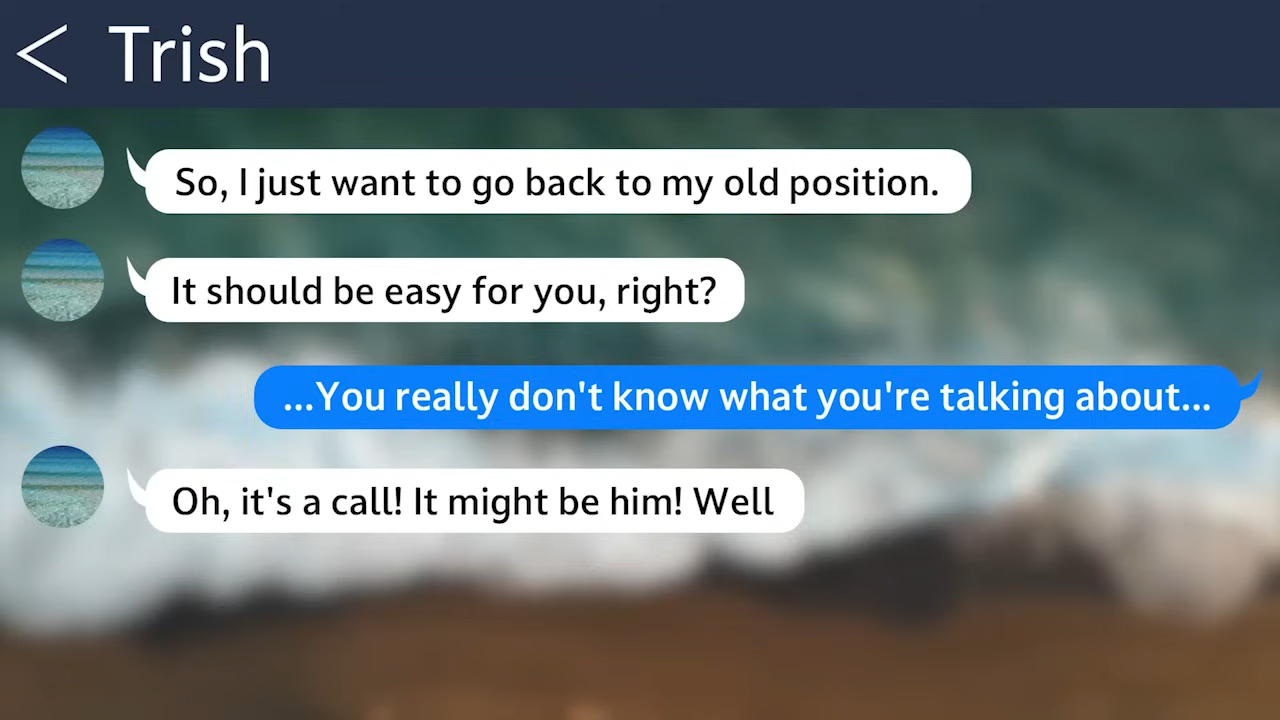 < Trish
So, I just want to go back to my old position.
It should be easy for you, right?
...You really don't know what you're talking about...
Oh, it's a call! It might be him! Well